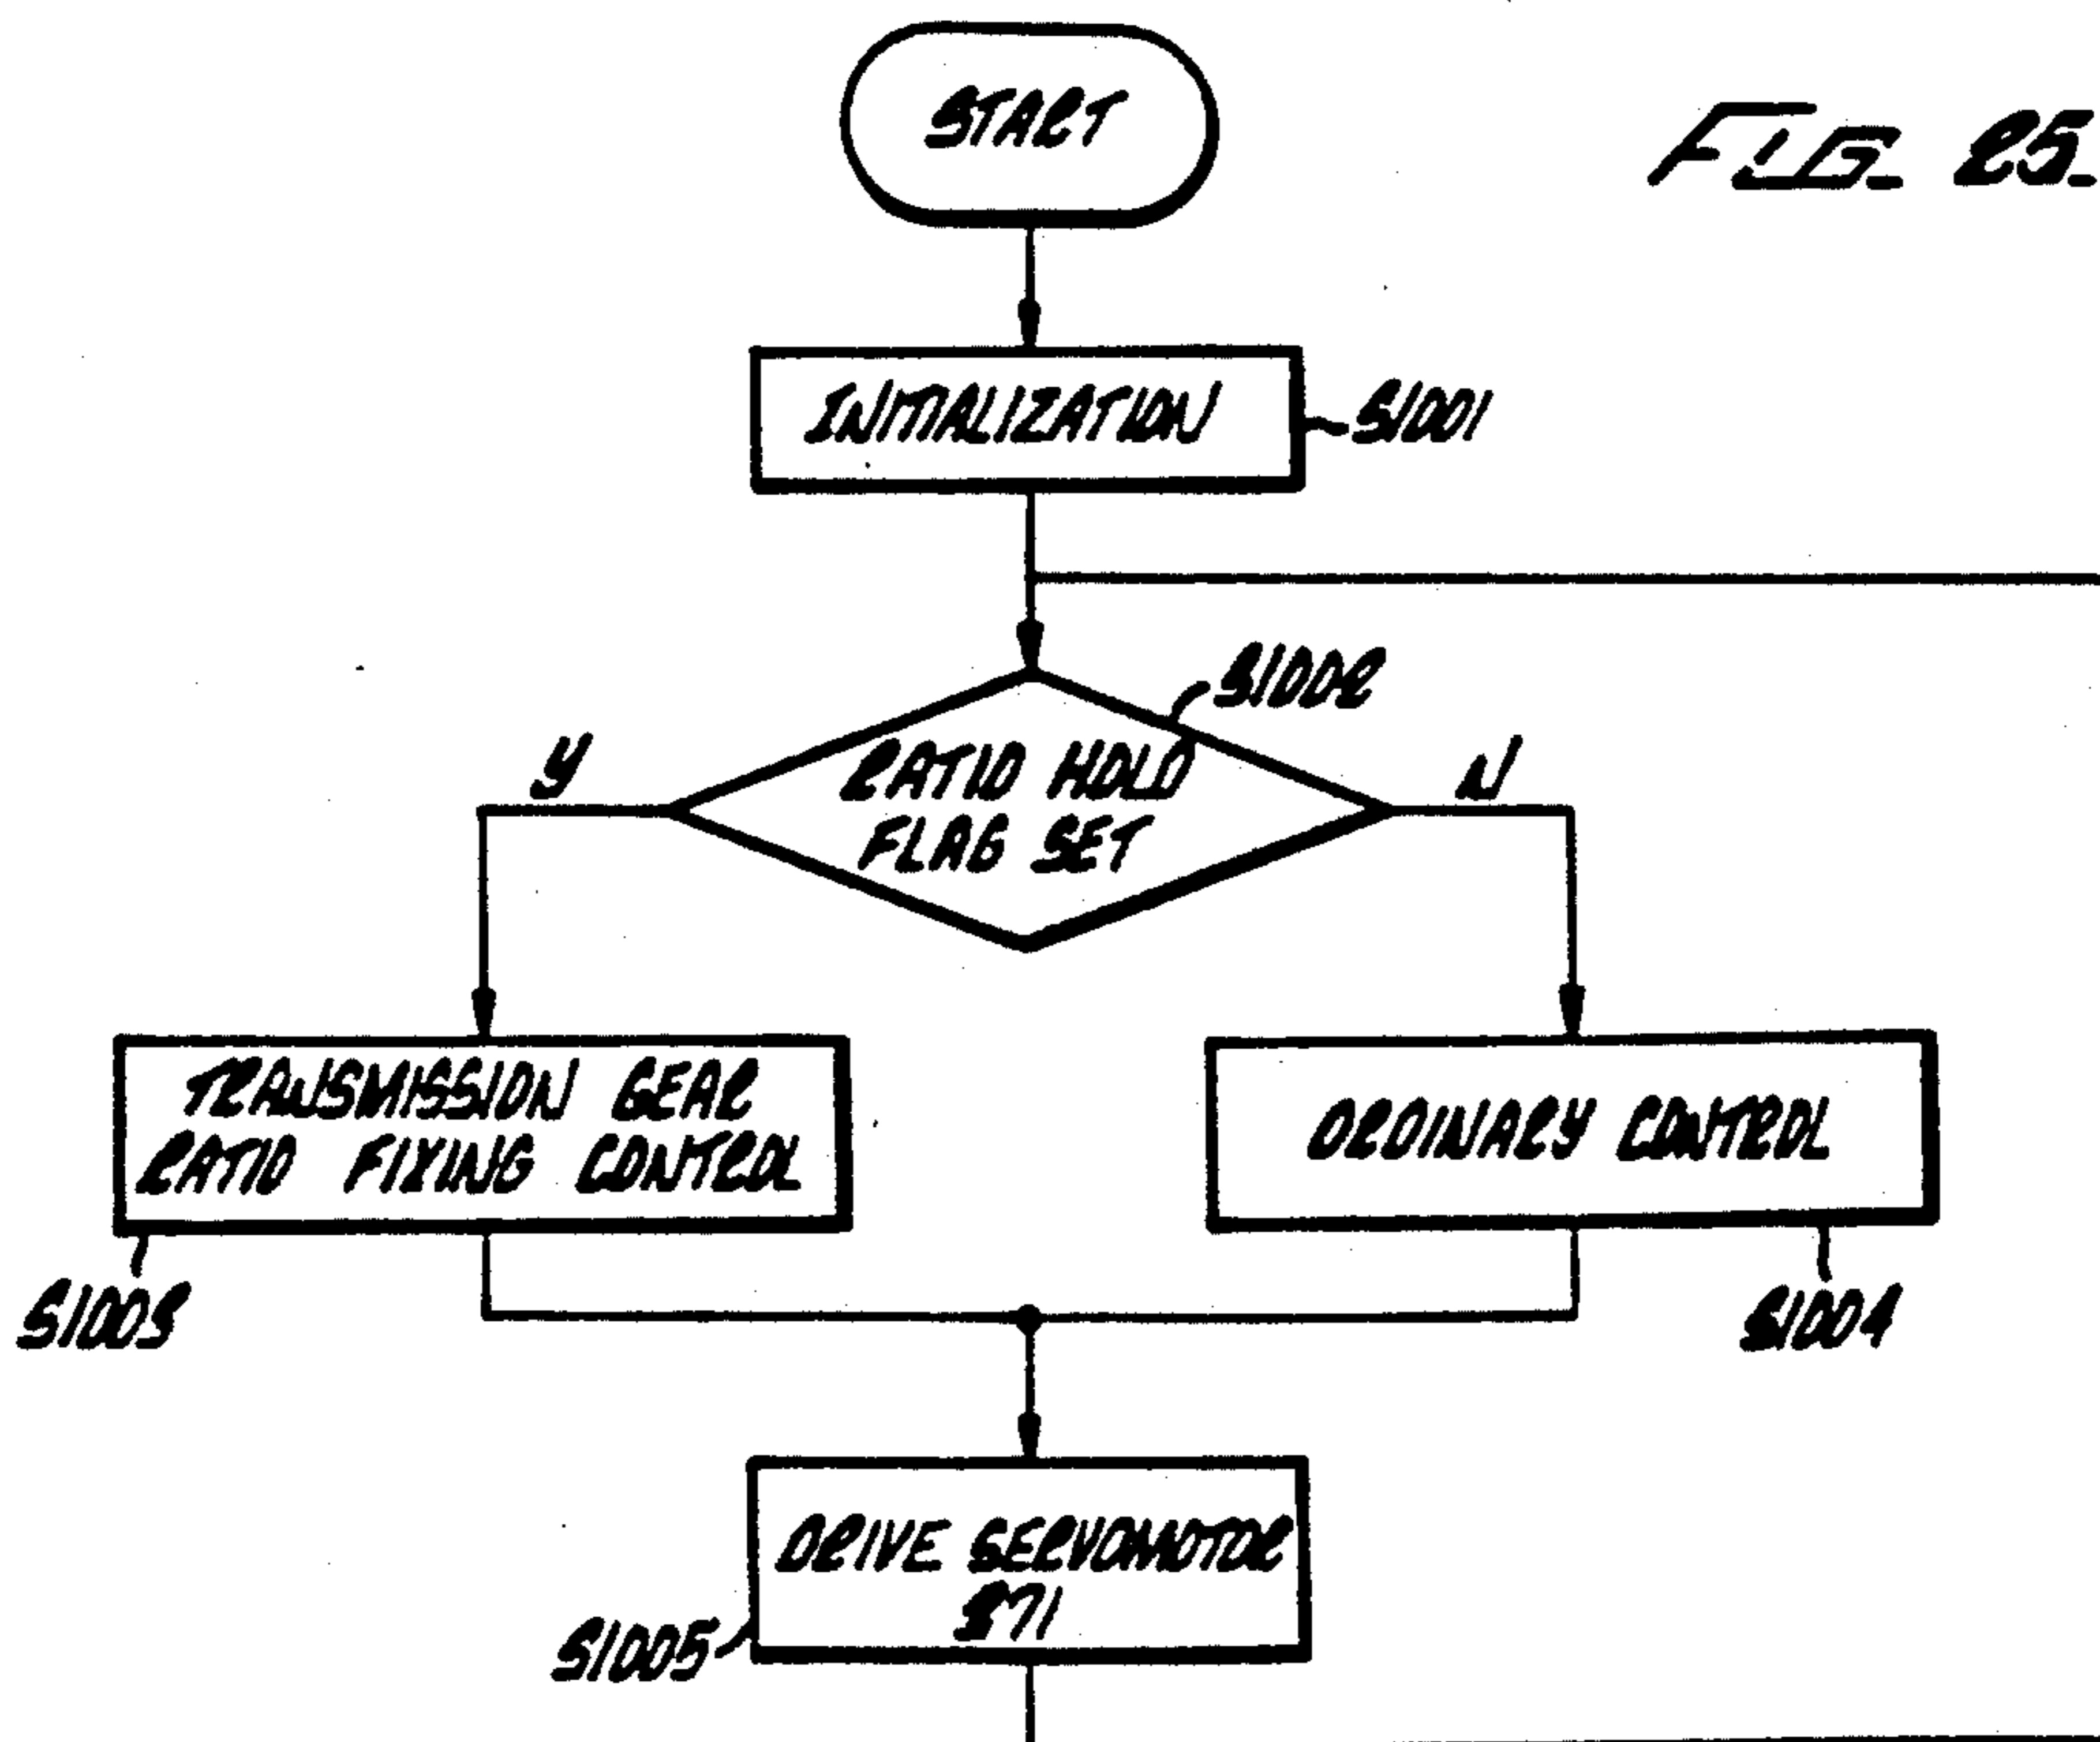 START
FIG. 25.
INITIALIZATION
S1001
S1002
Y
RATIO HOLD
N
FLAG SET
TRANSMISSION GEAR
RATIO FIXING CONTROL
ORDINARY CONTROL
S1003
S1004
DRIVE SERVOMOTOR
S1005